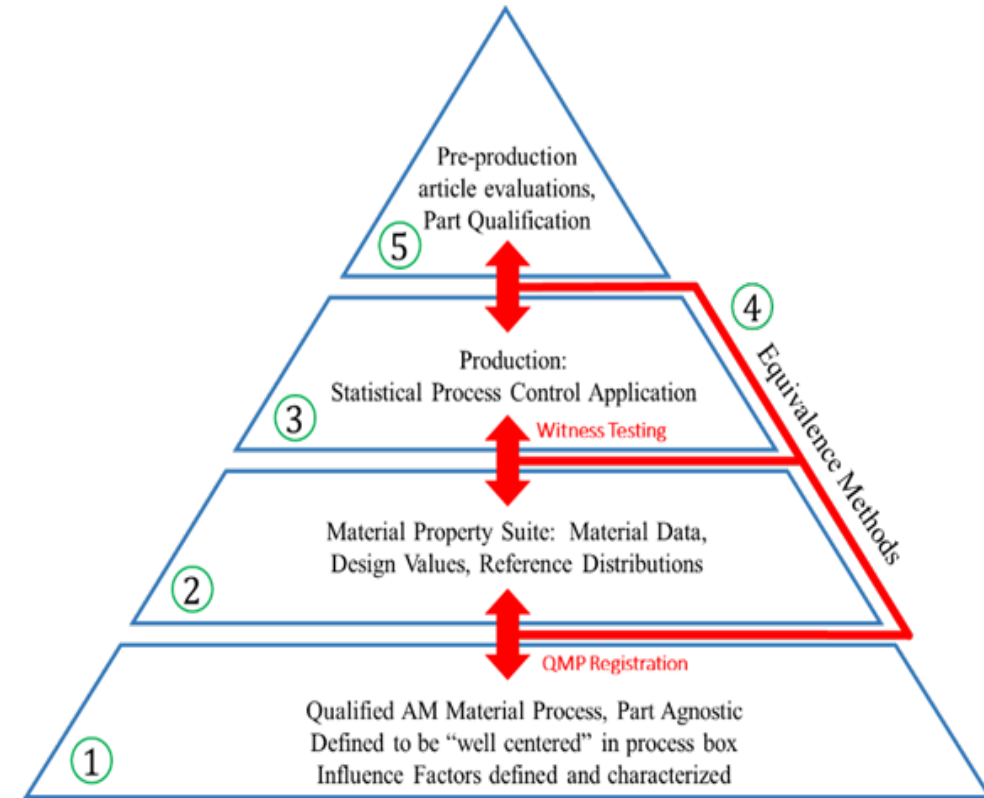 Pre-production
article evaluations,
Part Qualification
5
4
Equivalence Methods
Production:
Statistical Process Control Application
3
Witness Testing
Material Property Suite: Material Data,
Design Values, Reference Distributions
2
QMP Registration
Qualified AM Material Process, Part Agnostic
Defined to be “well centered” in process box
Influence Factors defined and characterized
1